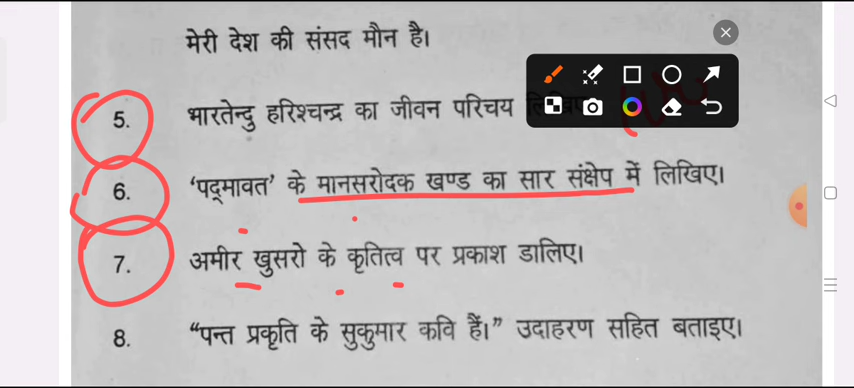 मेरी देश की संसद मौन है।
5. भारतेन्दु हरिश्चन्द्र का जीवन परिचय
6. ‘पद्मावत’ के मानसरोदक खण्ड का सार संक्षेप में लिखिए।
7. अमीर खुसरो के कृतित्व पर प्रकाश डालिए।
8. “पन्त प्रकृति के सुकुमार कवि हैं।” उदाहरण सहित बताइए।